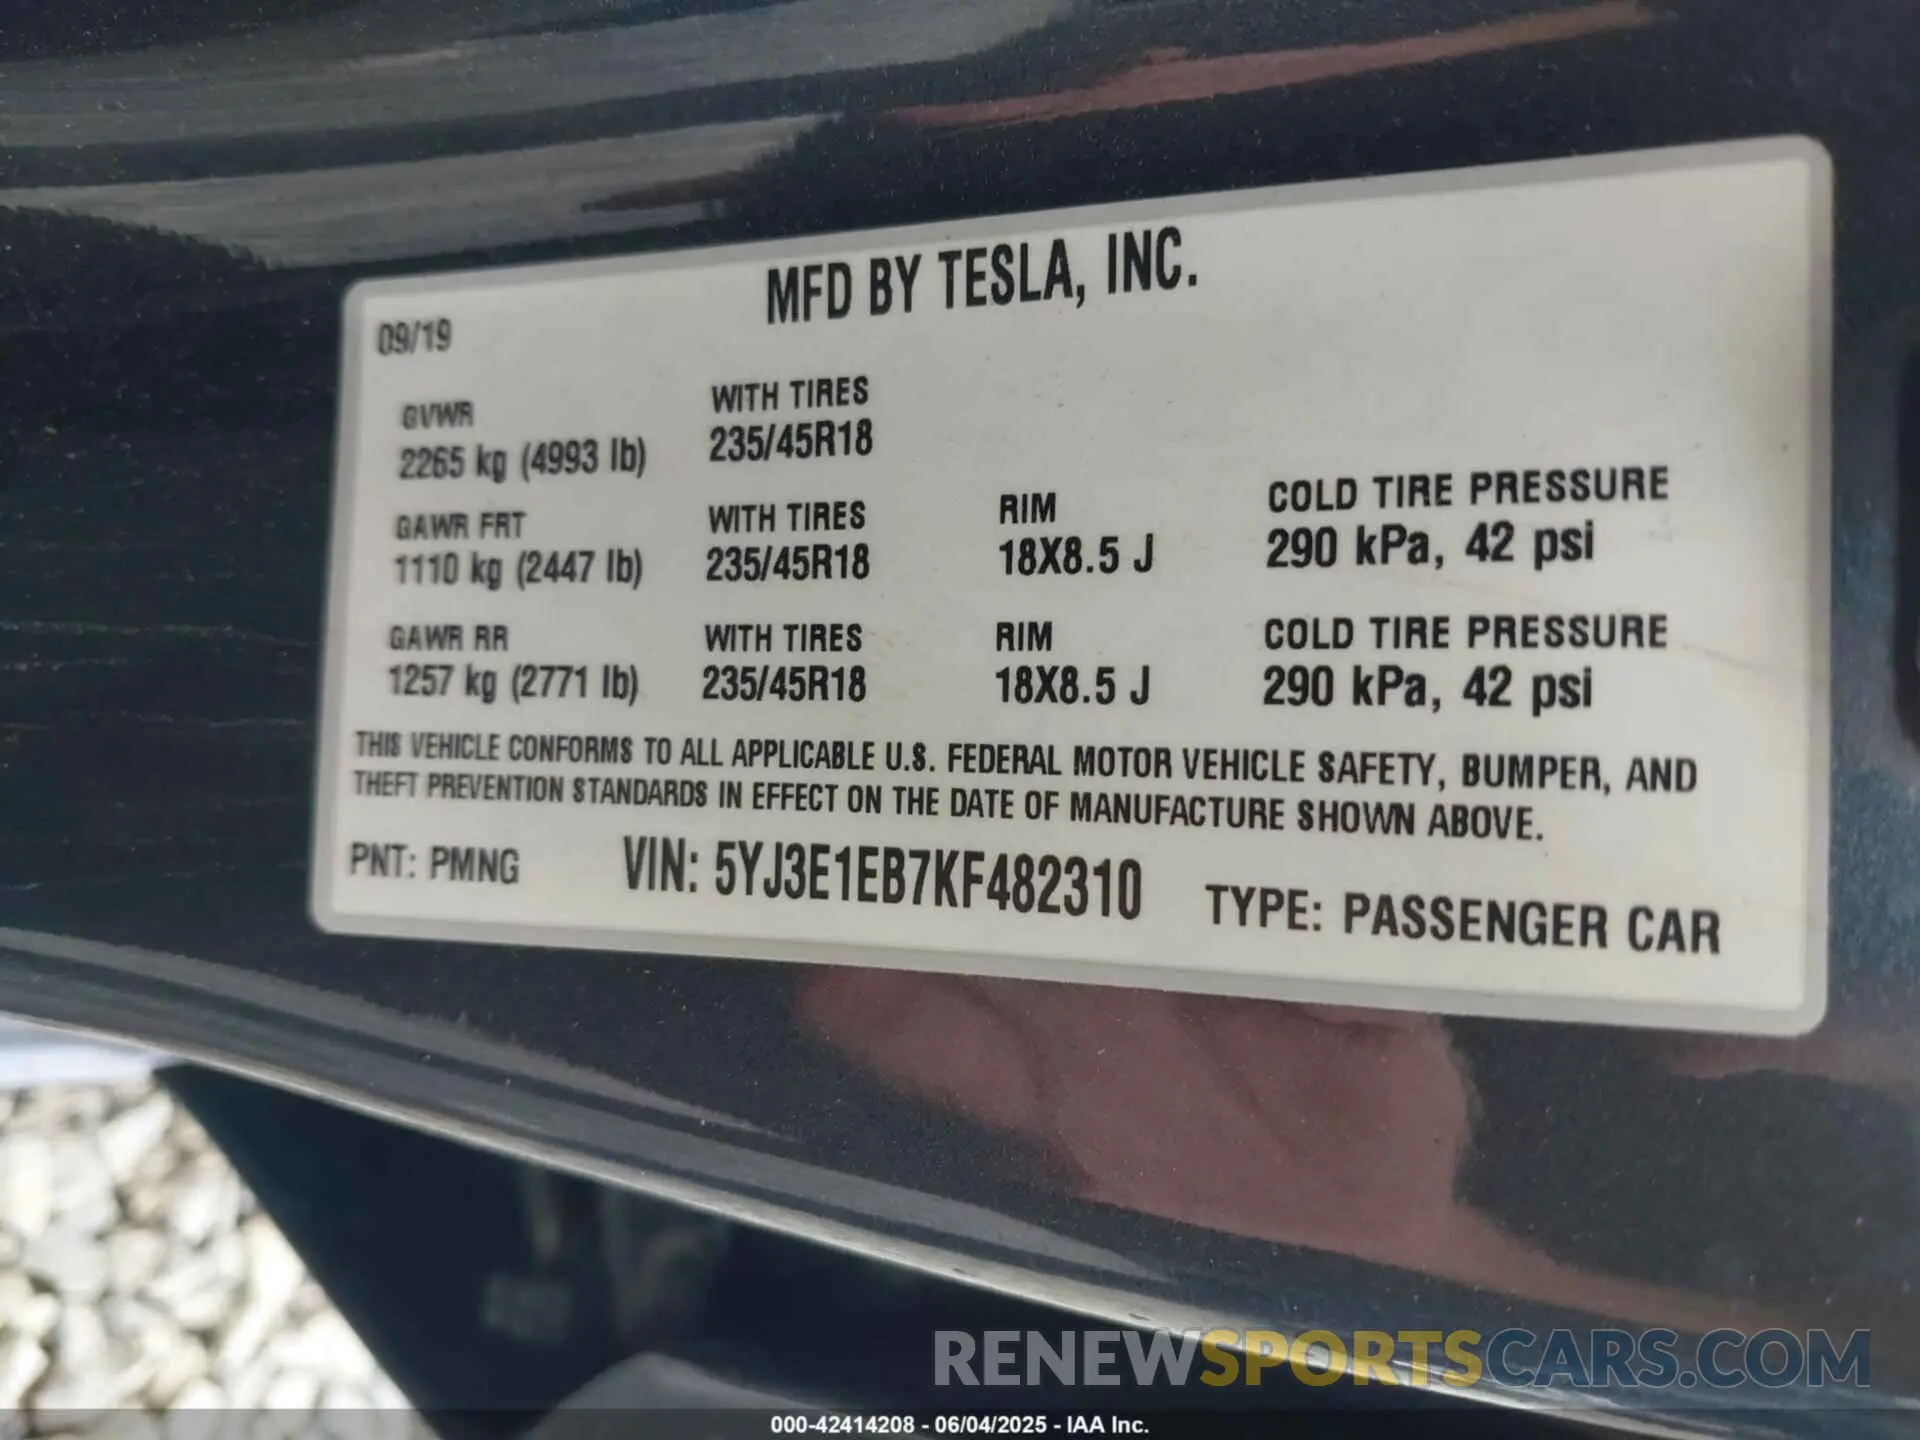 MFD BY TESLA, INC.
09/19
GVWR WITH TIRES
2265 kg (4993 lb) 235/45R18
GAWR FRT WITH TIRES RIM COLD TIRE PRESSURE
1110 kg (2447 lb) 235/45R18 18X8.5 J 290 kPa, 42 psi
GAWR RR WITH TIRES RIM COLD TIRE PRESSURE
1257 kg (2771 lb) 235/45R18 18X8.5 J 290 kPa, 42 psi
THIS VEHICLE CONFORMS TO ALL APPLICABLE U.S. FEDERAL MOTOR VEHICLE SAFETY, BUMPER, AND
THEFT PREVENTION STANDARDS IN EFFECT ON THE DATE OF MANUFACTURE SHOWN ABOVE.
PNT: PMNG VIN: 5YJ3E1EB7KF482310 TYPE: PASSENGER CAR
RENEWSPORTSCARS.COM
000-42414208 - 06/04/2025 - IAA Inc.